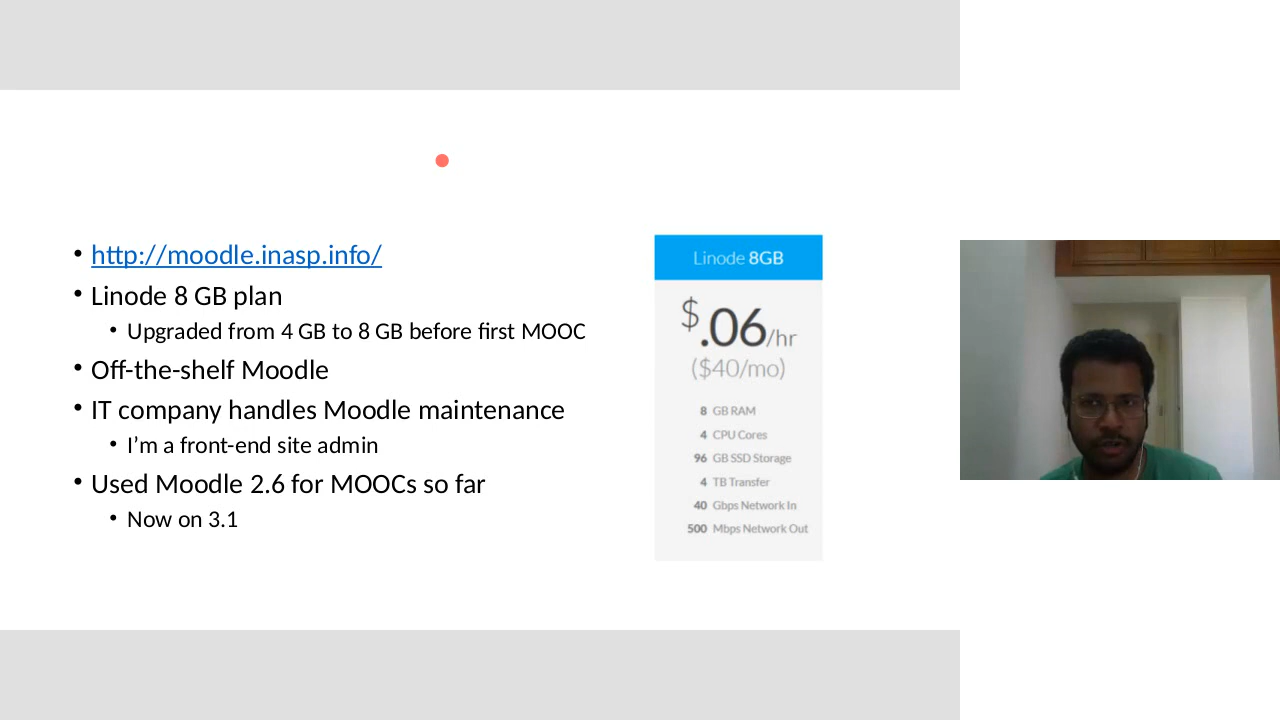 • http://moodle.inasp.info/
• Linode 8 GB plan
• Upgraded from 4 GB to 8 GB before first MOOC
• Off-the-shelf Moodle
• IT company handles Moodle maintenance
• I’m a front-end site admin
• Used Moodle 2.6 for MOOCs so far
• Now on 3.1
Linode 8GB
$.06/hr
($40/mo)
8 GB RAM
4 CPU Cores
96 GB SSD Storage
4 TB Transfer
40 Gbps Network In
500 Mbps Network Out